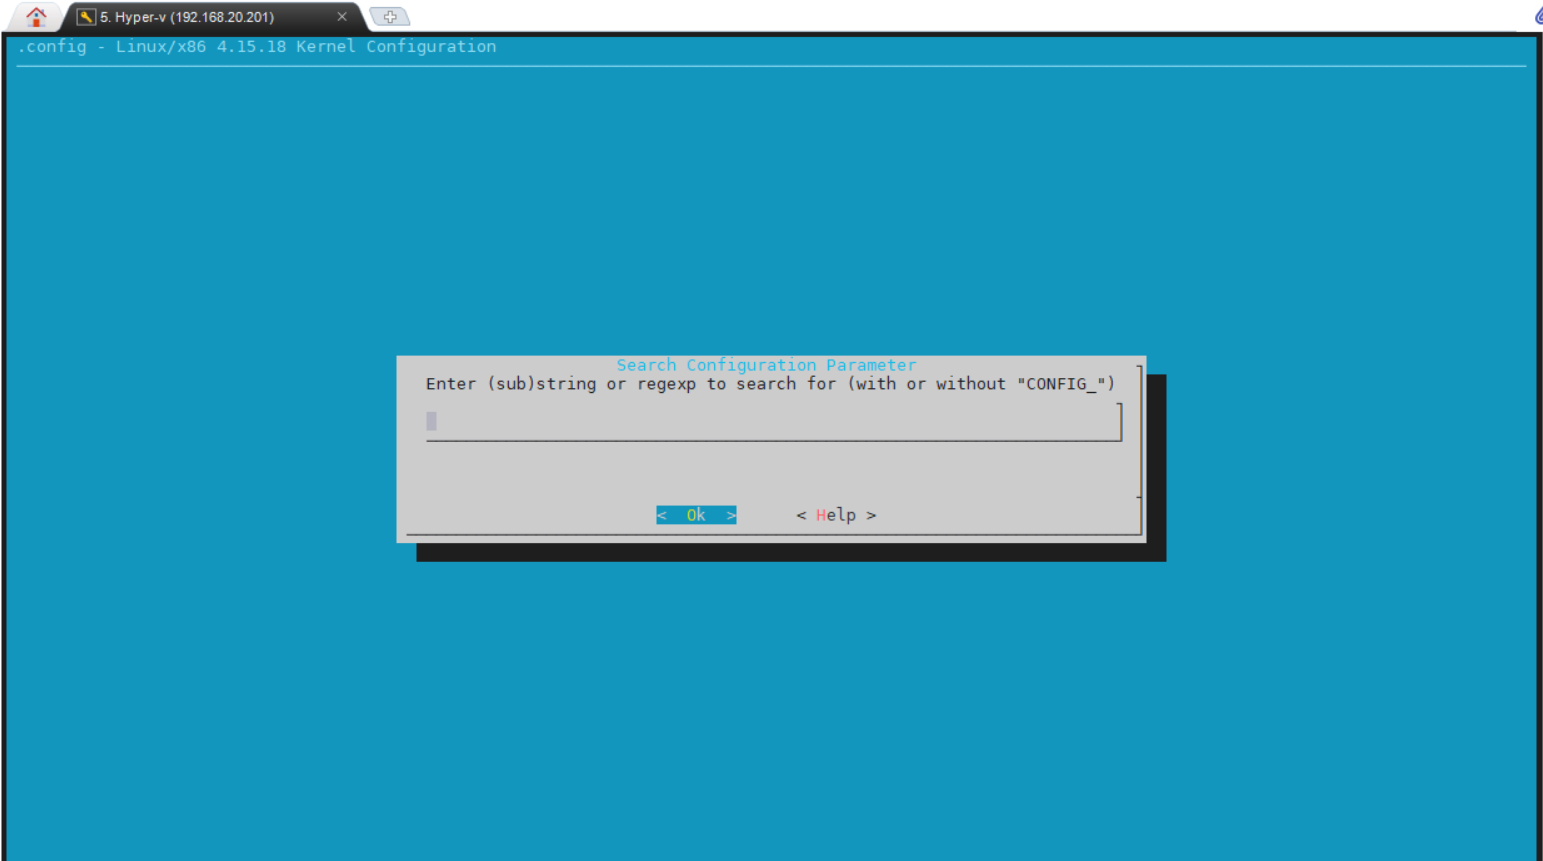 5. Hyper-v (192.168.20.201)
.config - Linux/x86 4.15.18 Kernel Configuration
Search Configuration Parameter
Enter (sub)string or regexp to search for (with or without "CONFIG_")
< Ok >
< Help >